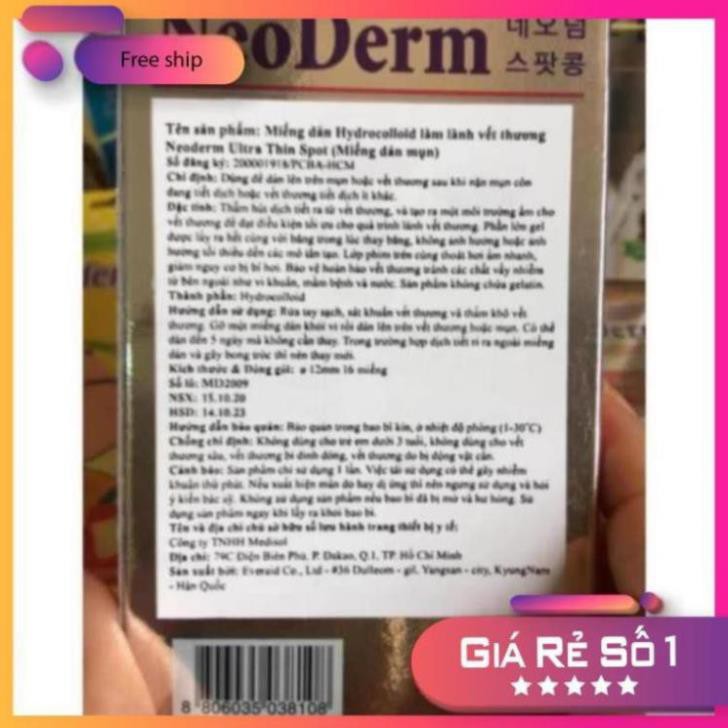 Free ship
NeoDerm
네오덤
스팟콩
Tên sản phẩm: Miếng dán Hydrocolloid làm lành vết thương
Neoderm Ultra Thin Spot (Miếng dán mụn)
Số đăng ký: 200001918/PCBA-HCM
Chỉ định: Dùng để dán lên trên mụn hoặc vết thương sau khi nặn mụn còn
đang tiết dịch hoặc vết thương tiết dịch ít khác.
Đặc tính: Thấm hút dịch tiết ra từ vết thương, và tạo ra một môi trường ẩm cho
vết thương để đạt điều kiện tối ưu cho quá trình lành vết thương. Phần lớn gel
được lấy ra hết cùng với băng trong lúc thay băng, không ảnh hưởng hoặc ảnh
hưởng tối thiểu đến các mô tân tạo. Lớp phim trên cùng thoát hơi ẩm nhanh,
giảm nguy cơ bị bí hơi. Bảo vệ hoàn hảo vết thương tránh các chất vấy nhiễm
từ bên ngoài như vi khuẩn, mầm bệnh và nước. Sản phẩm không chứa gelatin.
Thành phần: Hydrocolloid
Hướng dẫn sử dụng: Rửa tay sạch, sát khuẩn vết thương và thấm khô vết
thương. Gỡ một miếng dán khỏi vỉ rồi dán lên trên vết thương hoặc mụn. Có thể
dán đến 5 ngày mà không cần thay. Trong trường hợp dịch tiết rỉ ra ngoài miếng
dán và gây bong tróc thì nên thay mới.
Kích thước & Đóng gói: ø 12mm 16 miếng
Số lô: MD2009
NSX: 15.10.20
HSD: 14.10.23
Hướng dẫn bảo quản: Bảo quản trong bao bì kín, ở nhiệt độ phòng (1-30°C)
Chống chỉ định: Không dùng cho trẻ em dưới 3 tuổi, không dùng cho vết
thương sâu, vết thương bị dính đóng, vết thương do bị động vật cắn.
Cảnh báo: Sản phẩm chỉ sử dụng 1 lần. Việc tái sử dụng có thể gây nhiễm
khuẩn thứ phát. Nếu xuất hiện mẩn đỏ hay dị ứng thì nên ngưng sử dụng và hỏi
ý kiến bác sỹ. Không sử dụng sản phẩm nếu bao bì đã bị mở và hư hỏng. Sử
dụng sản phẩm ngay khi lấy ra khỏi bao bì.
Tên và địa chỉ chủ sở hữu số lưu hành trang thiết bị y tế:
Công ty TNHH Medisol
Địa chỉ: 79C Điện Biên Phủ, P. Đakao, Q.1, TP. Hồ Chí Minh
Sản xuất bởi: Everaid Co., Ltd - #36 Dulleom - gil, Yangsan - city, KyungNam
- Hàn Quốc
8 806035 038108
GIÁ RẺ SỐ 1